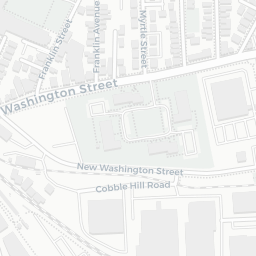 Franklin Street
Franklin Avenue
Myrtle Street
Washington Street
New Washington Street
Cobble Hill Road